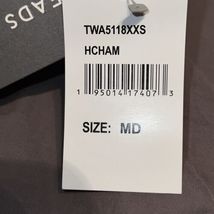 EADS
TWA5118XXS
HCHAM
1 95014 17407 3
SIZE: MD